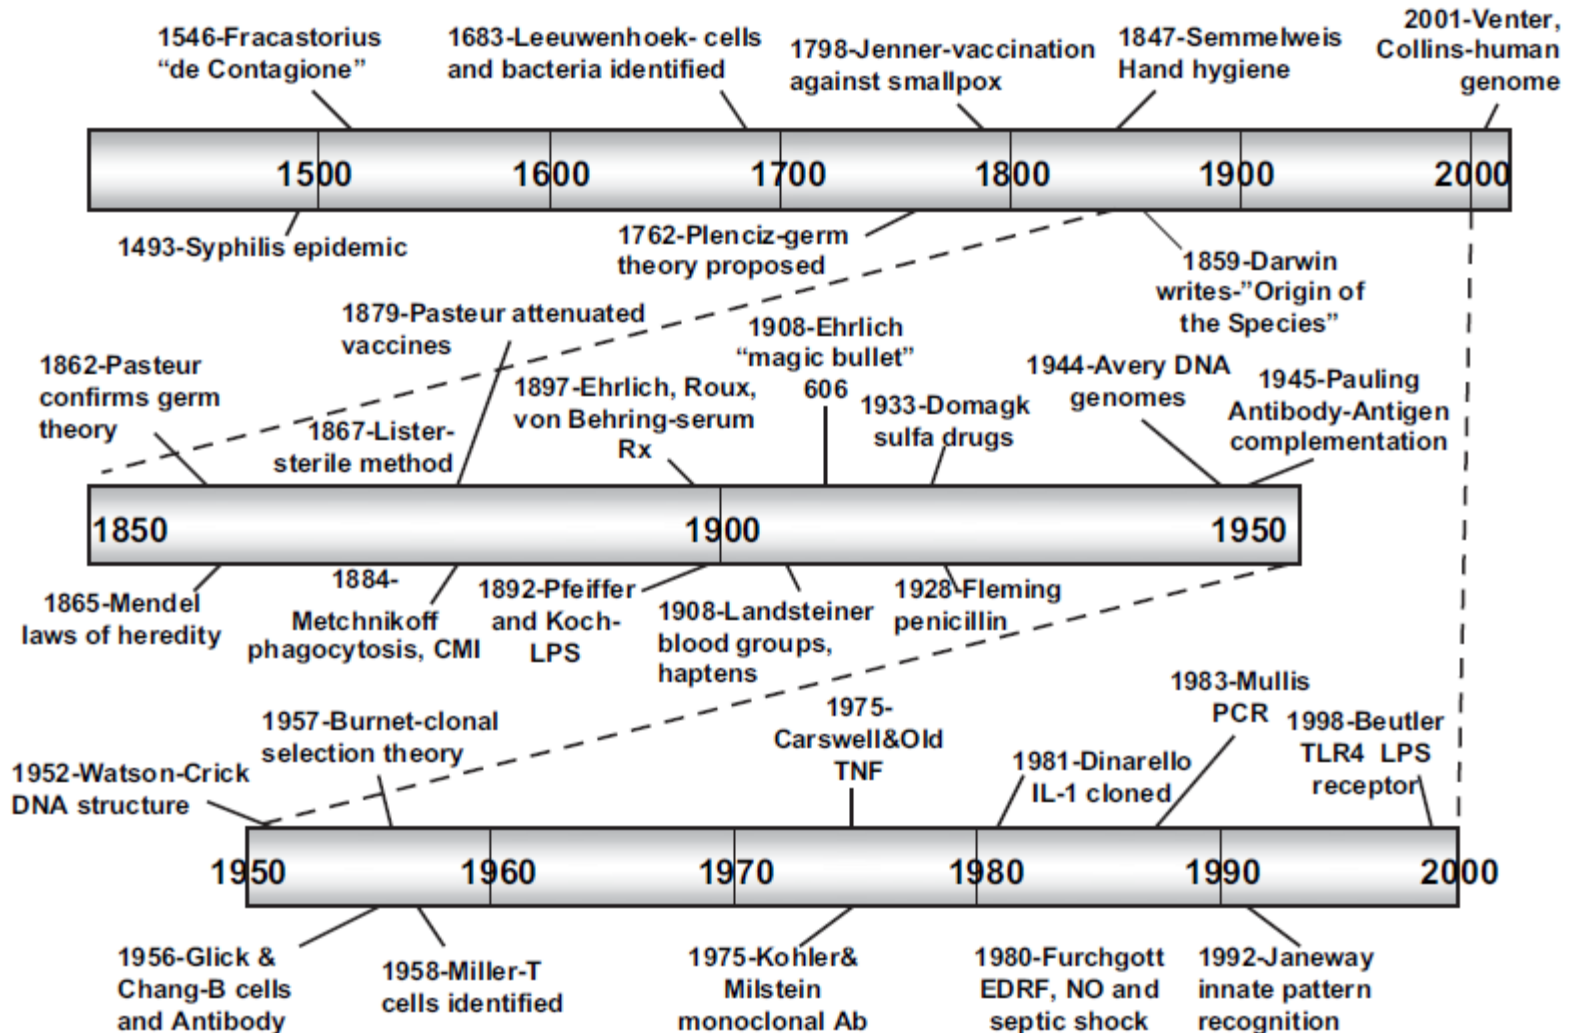 1546-Fracastorius
“de Contagione”
1683-Leeuwenhoek- cells
and bacteria identified
1798-Jenner-vaccination
against smallpox
1847-Semmelweis
Hand hygiene
2001-Venter,
Collins-human
genome
1500
1600
1700
1800
1900
2000
1493-Syphilis epidemic
1762-Plenciz-germ
theory proposed
1859-Darwin
writes-”Origin of
the Species”
1862-Pasteur
confirms germ
theory
1879-Pasteur attenuated
vaccines
1867-Lister-
sterile method
1897-Ehrlich, Roux,
von Behring-serum
Rx
1908-Ehrlich
“magic bullet”
606
1933-Domagk
sulfa drugs
1944-Avery DNA
genomes
1945-Pauling
Antibody-Antigen
complementation
1850
1900
1950
1865-Mendel
laws of heredity
1884-
Metchnikoff
phagocytosis, CMI
1892-Pfeiffer
and Koch-
LPS
1908-Landsteiner
blood groups,
haptens
1928-Fleming
penicillin
1952-Watson-Crick
DNA structure
1957-Burnet-clonal
selection theory
1975-
Carswell&Old
TNF
1981-Dinarello
IL-1 cloned
1983-Mullis
PCR
1998-Beutler
TLR4 LPS
receptor
1950
1960
1970
1980
1990
2000
1956-Glick &
Chang-B cells
and Antibody
1958-Miller-T
cells identified
1975-Kohler&
Milstein
monoclonal Ab
1980-Furchgott
EDRF, NO and
septic shock
1992-Janeway
innate pattern
recognition